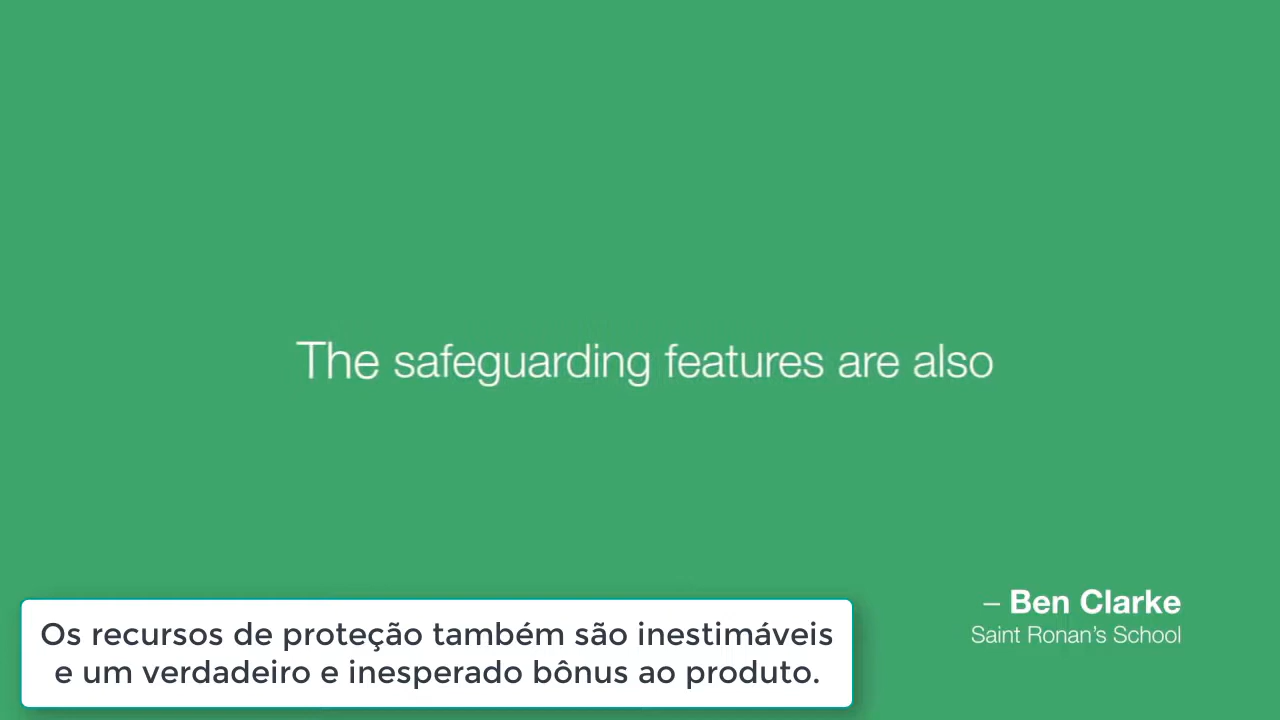 The safeguarding features are also
– Ben Clarke
Saint Ronan's School
Os recursos de proteção também são inestimáveis
e um verdadeiro e inesperado bônus ao produto.